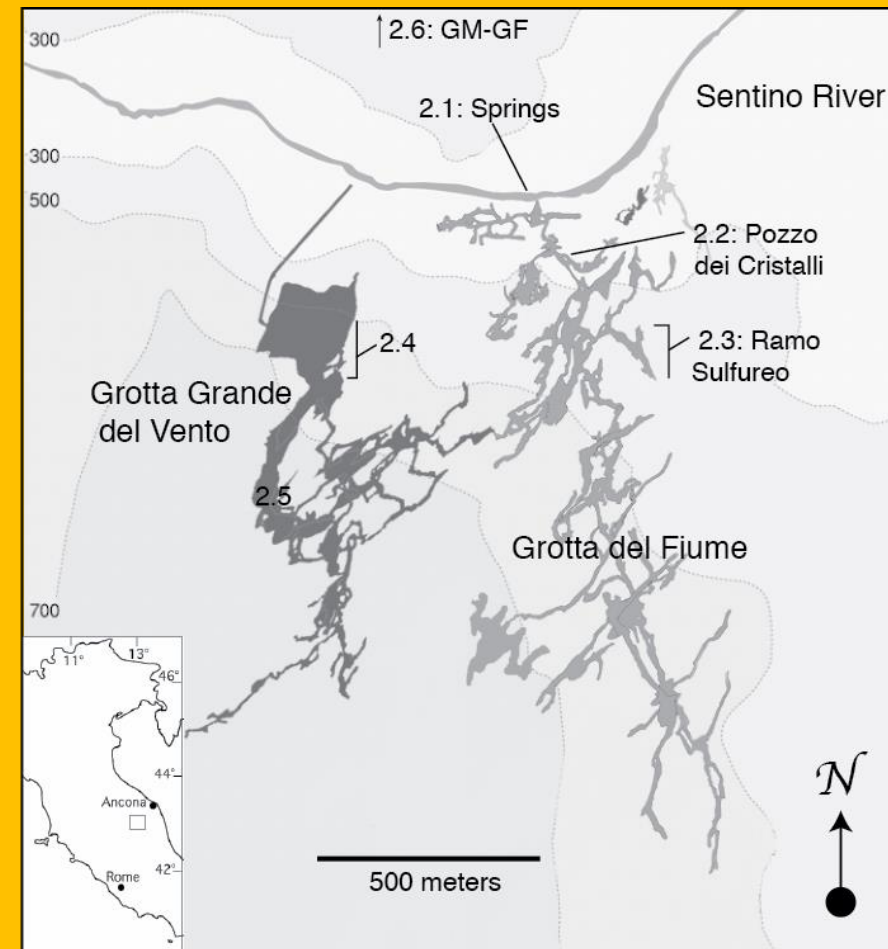 300
2.6: GM-GF
Sentino River
2.1: Springs
300
500
2.2: Pozzo
dei Cristalli
2.4
2.3: Ramo
Sulfureo
Grotta Grande
del Vento
2.5
Grotta del Fiume
700
11°
13°
46°
44°
Ancona
42°
Rome
500 meters
N